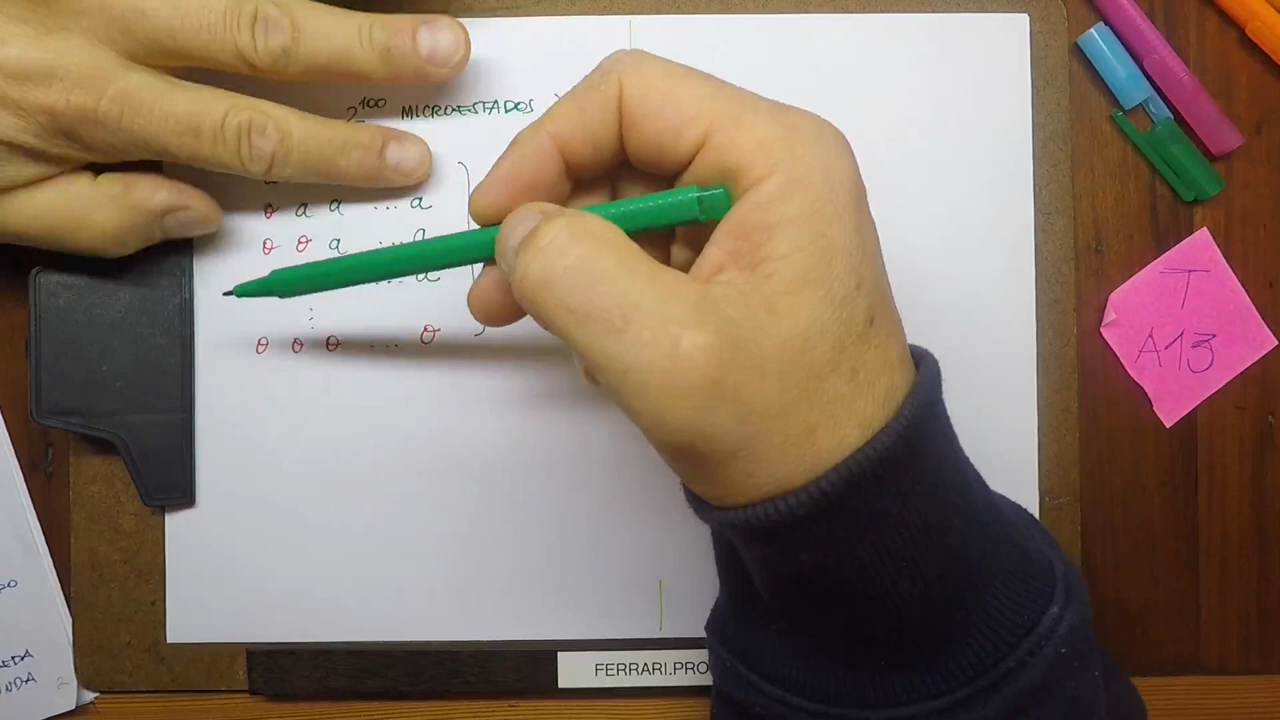 2^100 MICROESTADOS
a
σ a a ... a
σ σ a ... a
... a
⋮
σ σ σ ... σ
T
A13
FERRARI.PRO